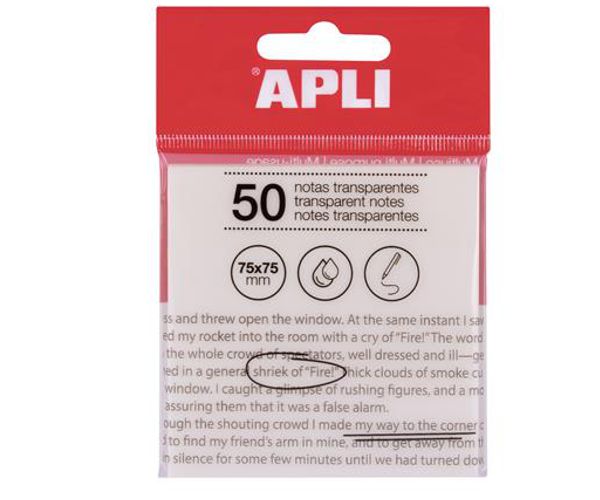 ® APLI
Multiuso | Multi purpose | Multi-usage
50
notas transparentes
transparent notes
notes transparentes
75x75
mm
ss and threw open the window. At the same instant I saw
ed my rocket into the room with a cry of "Fire!" The word
the whole crowd of spectators, well dressed and ill—ge
ed in a general shriek of "Fire!" Thick clouds of smoke cu
window. I caught a glimpse of rushing figures, and a mo
assuring them that it was a false alarm.
ough the shouting crowd I made my way to the corner o
d to find my friend's arm in mine, and to get away from th
in silence for some few minutes until we had turned dow